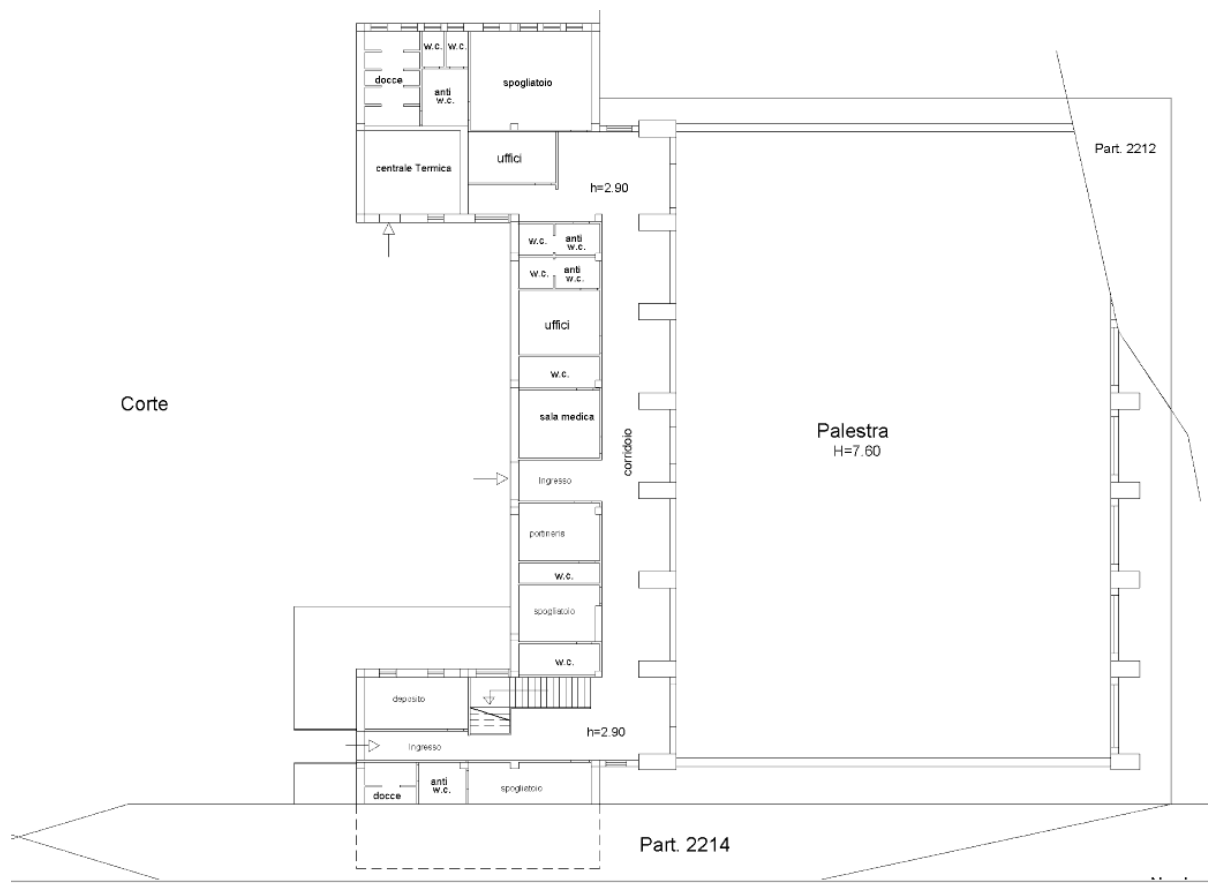 w.c.
w.c.
docce
anti
w.c.
spogliatoio
Part. 2212
centrale Termica
uffici
h=2.90
w.c.
anti
w.c.
w.c.
anti
w.c.
uffici
w.c.
Corte
sala medica
corridoio
Palestra
H=7.60
Ingresso
portineria
w.c.
spogliatoio
w.c.
deposito
h=2.90
Ingresso
docce
anti
w.c.
spogliatoio
Part. 2214